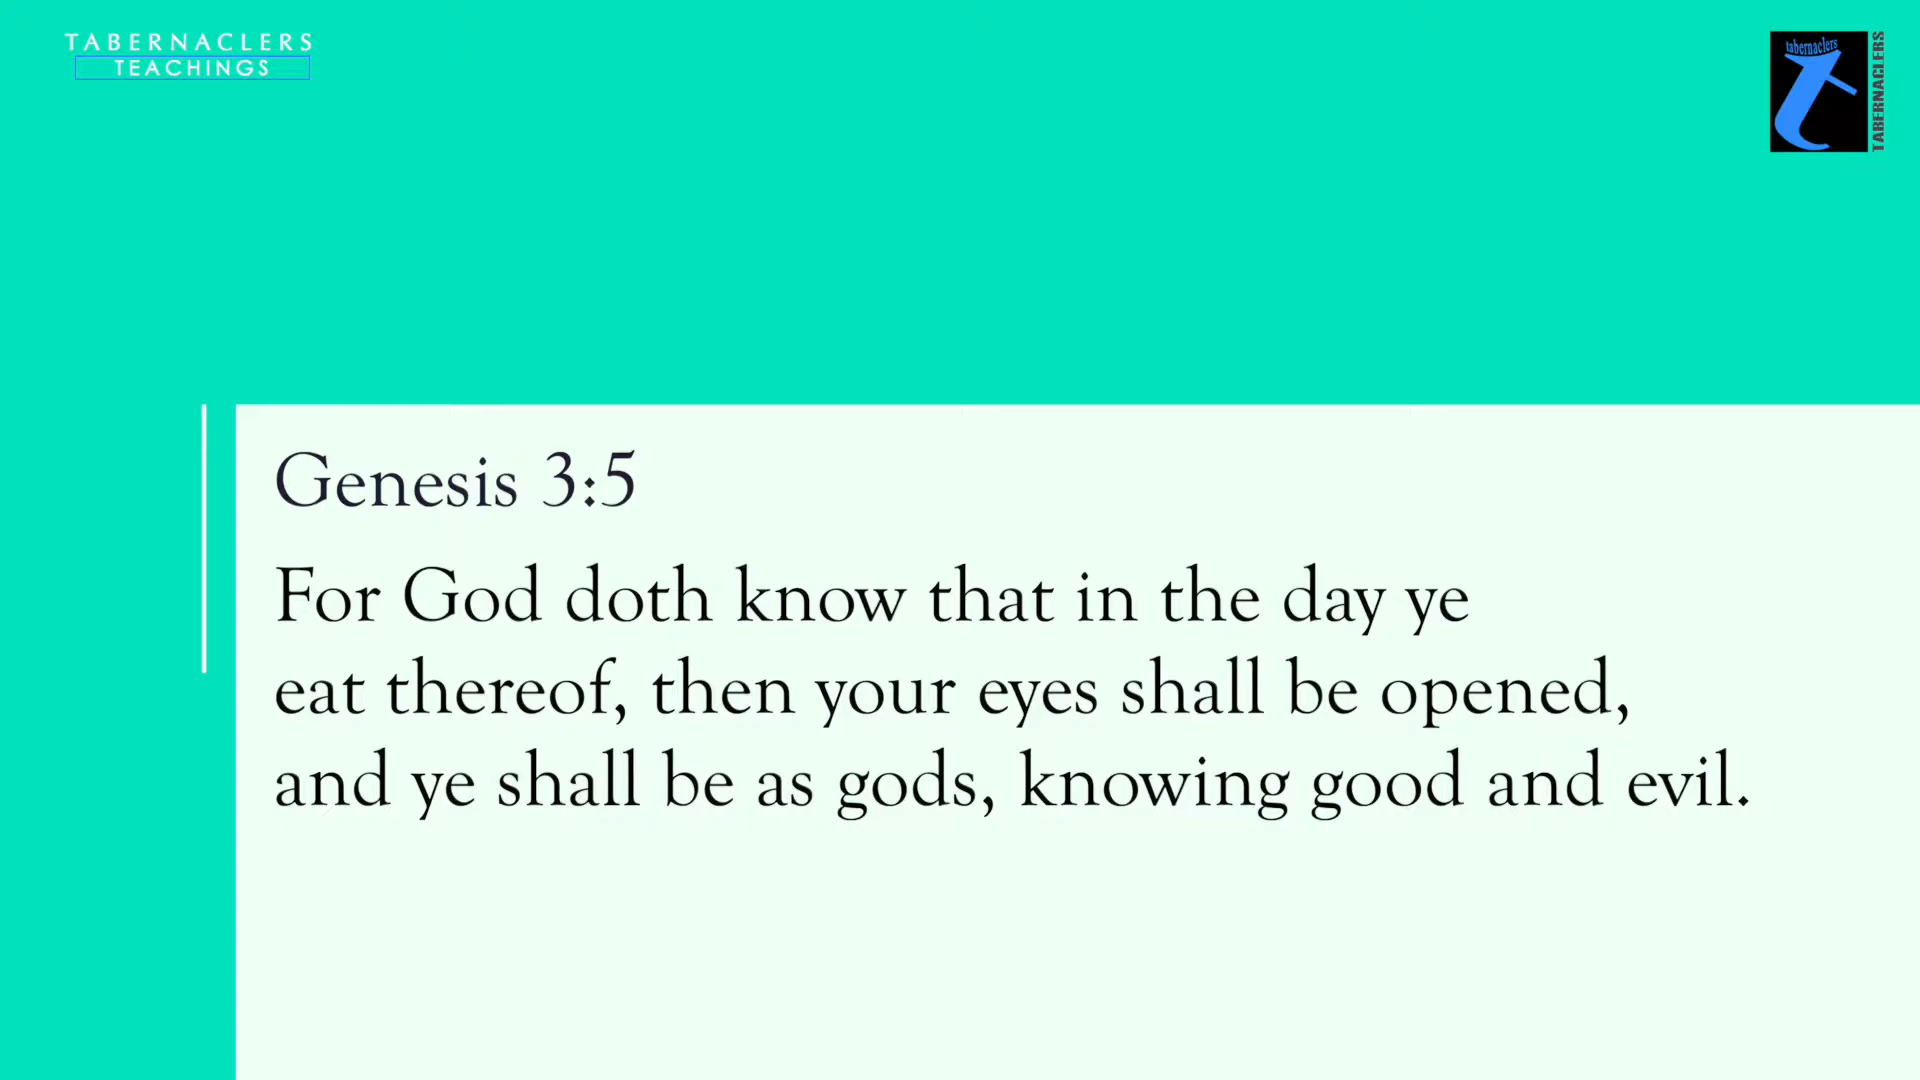 TABERNACLERS
TEACHINGS
tabernaclers
TABERNACLERS
Genesis 3:5
For God doth know that in the day ye
eat thereof, then your eyes shall be opened,
and ye shall be as gods, knowing good and evil.